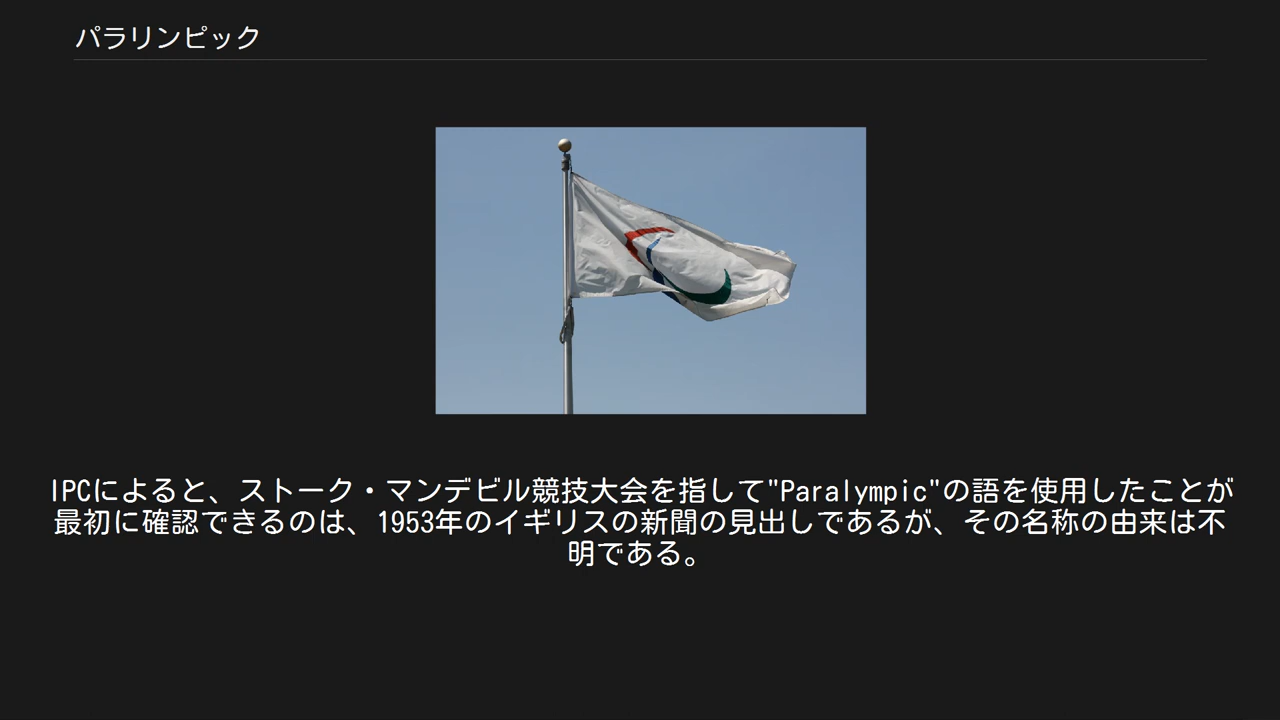 パラリンピック
IPCによると、ストーク・マンデビル競技大会を指して"Paralympic"の語を使用したことが
最初に確認できるのは、1953年のイギリスの新聞の見出しであるが、その名称の由来は不
明である。